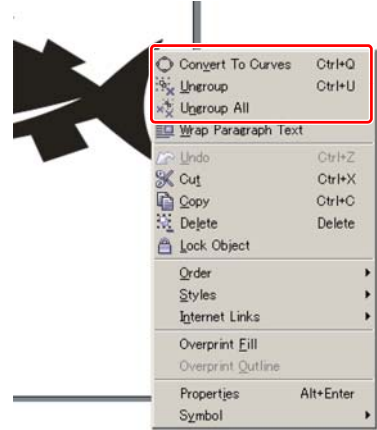 Convert To Curves Ctrl+Q
Ungroup Ctrl+U
Ungroup All
Wrap Paragraph Text
Undo Ctrl+Z
Cut Ctrl+X
Copy Ctrl+C
Delete Delete
Lock Object
Order
Styles
Internet Links
Overprint Fill
Overprint Outline
Properties Alt+Enter
Symbol